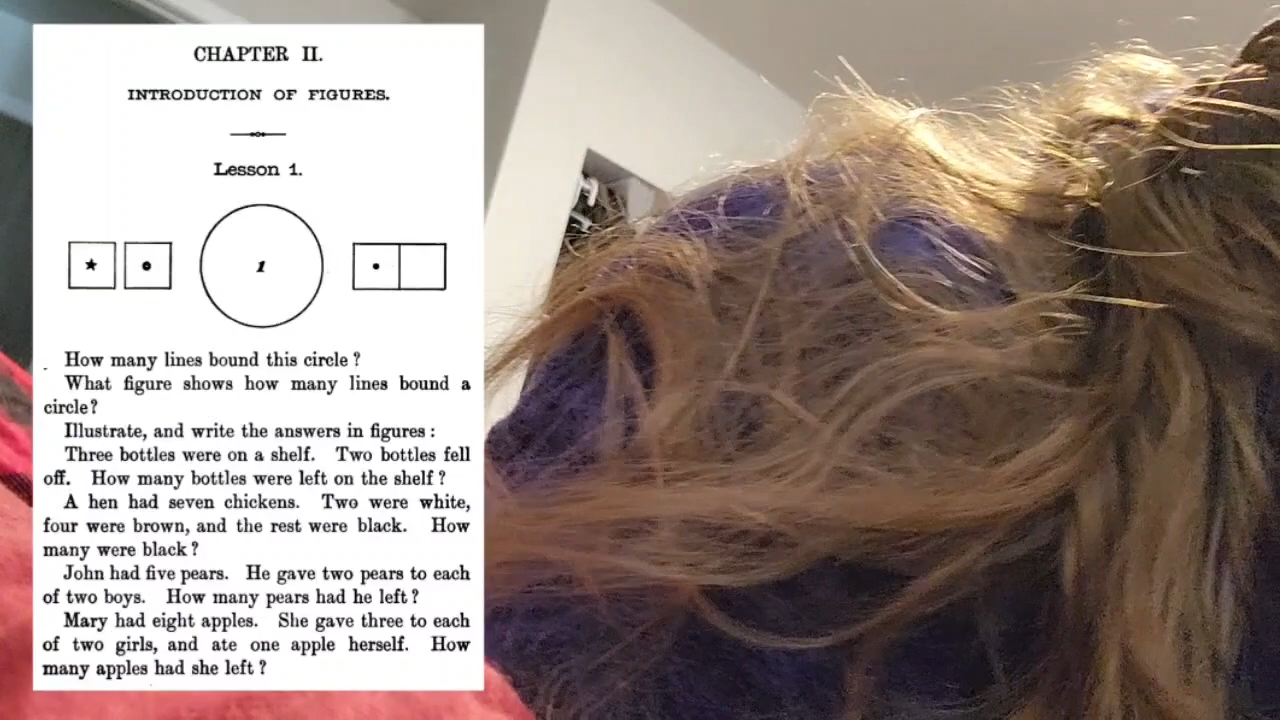 CHAPTER II.
INTRODUCTION OF FIGURES.
Lesson 1.
1
How many lines bound this circle ?
What figure shows how many lines bound a
circle?
Illustrate, and write the answers in figures :
Three bottles were on a shelf. Two bottles fell
off. How many bottles were left on the shelf ?
A hen had seven chickens. Two were white,
four were brown, and the rest were black. How
many were black ?
John had five pears. He gave two pears to each
of two boys. How many pears had he left ?
Mary had eight apples. She gave three to each
of two girls, and ate one apple herself. How
many apples had she left ?